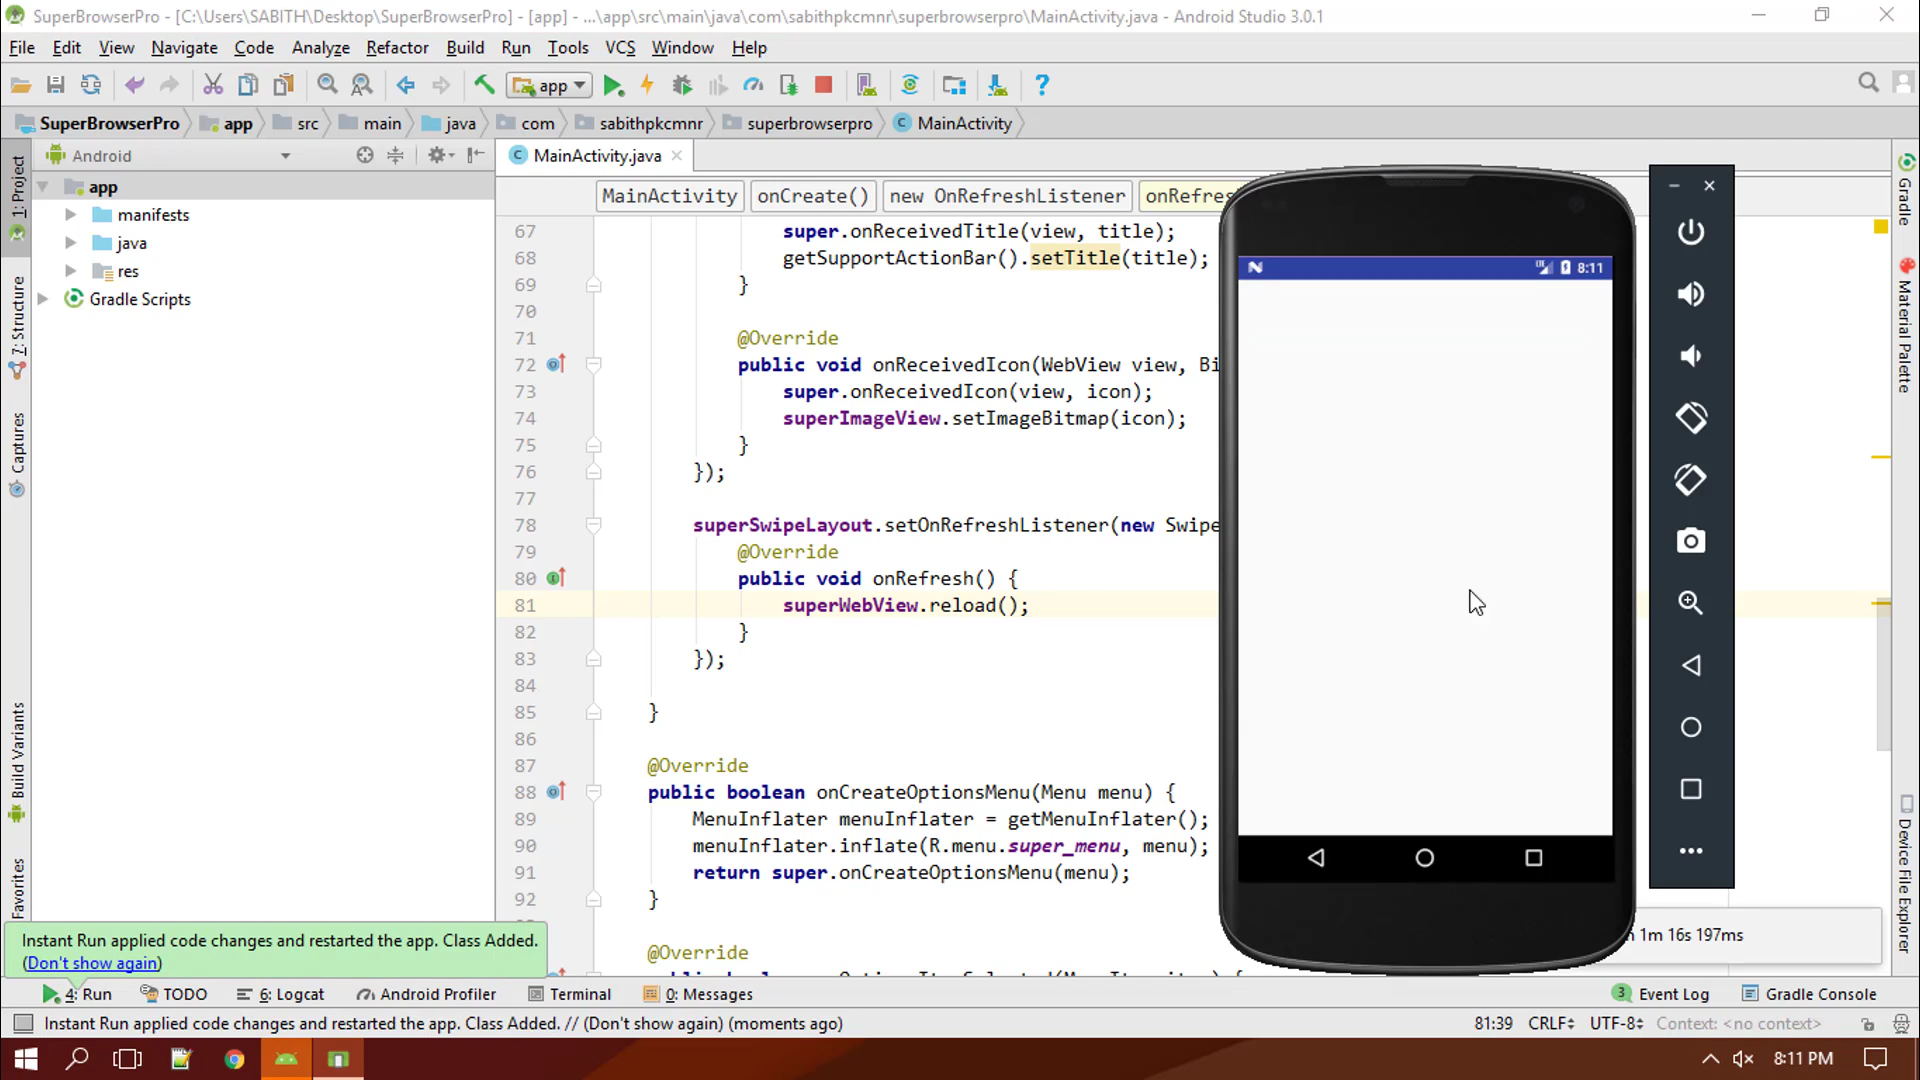 SuperBrowserPro - [C:\Users\SABITH\Desktop\SuperBrowserPro] - [app] - ...\app\src\main\java\com\sabithpkcmnr\superbrowserpro\MainActivity.java - Android Studio 3.0.1
File Edit View Navigate Code Analyze Refactor Build Run Tools VCS Window Help
app
SuperBrowserPro app src main java com sabithpkcmnr superbrowserpro MainActivity
Android
MainActivity.java
MainActivity onCreate() new OnRefreshListener onRefres
app
manifests
java
res
Gradle Scripts
1: Project
7: Structure
Captures
Build Variants
Favorites
67 super.onReceivedTitle(view, title);
68 getSupportActionBar().setTitle(title);
69 }
70
71 @Override
72 public void onReceivedIcon(WebView view, Bi
73 super.onReceivedIcon(view, icon);
74 superImageView.setImageBitmap(icon);
75 }
76 });
77
78 superSwipeLayout.setOnRefreshListener(new Swipe
79 @Override
80 public void onRefresh() {
81 superWebView.reload();
82 }
83 });
84
85 }
86
87 @Override
88 public boolean onCreateOptionsMenu(Menu menu) {
89 MenuInflater menuInflater = getMenuInflater();
90 menuInflater.inflate(R.menu.super_menu, menu);
91 return super.onCreateOptionsMenu(menu);
92 }
@Override
8:11
Gradle
Material Palette
Device File Explorer
1m 16s 197ms
Instant Run applied code changes and restarted the app. Class Added.
(Don't show again)
4: Run TODO 6: Logcat Android Profiler Terminal 0: Messages 3 Event Log Gradle Console
Instant Run applied code changes and restarted the app. Class Added. // (Don't show again) (moments ago) 81:39 CRLF UTF-8 Context: <no context>
8:11 PM